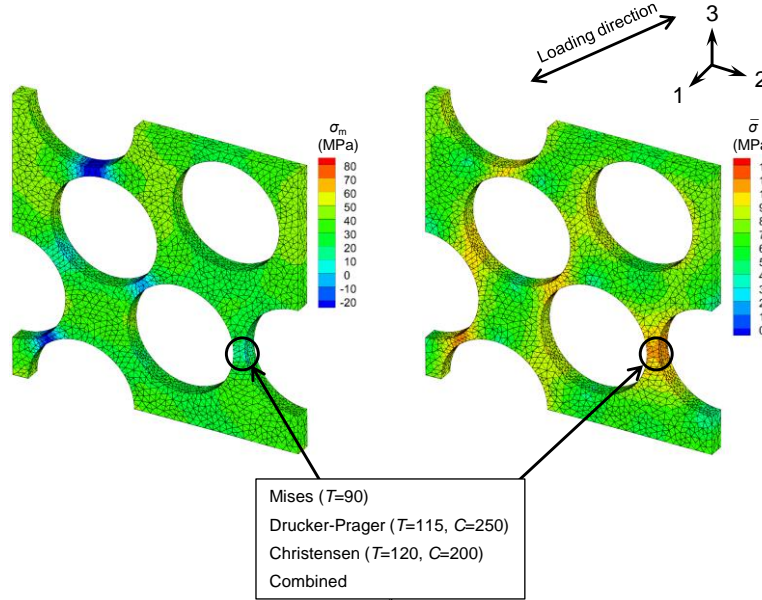 Loading direction
3
2
1
σm
(MPa)
80
70
60
50
40
30
20
10
0
-10
-20
σ̄
(MPa
Mises (T=90)
Drucker-Prager (T=115, C=250)
Christensen (T=120, C=200)
Combined